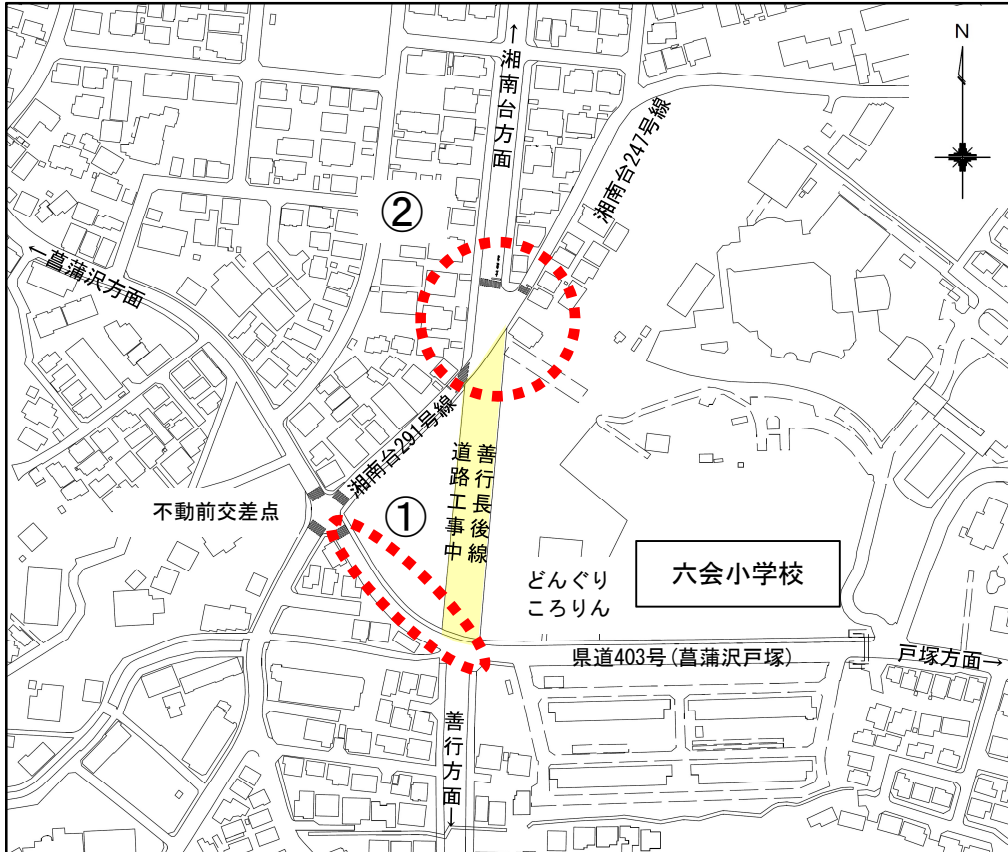 ↑湘南台方面
N
湘南台247号線
②
←菖蒲沢方面
湘南台291号線
善行長後線
道路工事中
①
不動前交差点
どんぐり
ころりん
六会小学校
県道403号(菖蒲沢戸塚)
戸塚方面→
善行方面→